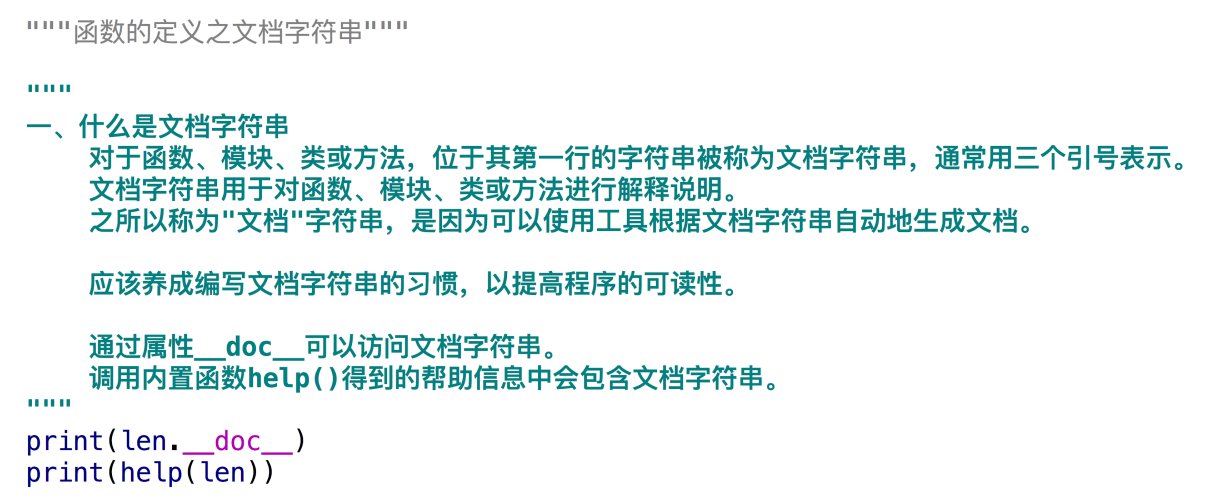 """函数的定义之文档字符串"""
"""
一、什么是文档字符串
对于函数、模块、类或方法，位于其第一行的字符串被称为文档字符串，通常用三个引号表示。
文档字符串用于对函数、模块、类或方法进行解释说明。
之所以称为"文档"字符串，是因为可以使用工具根据文档字符串自动地生成文档。
应该养成编写文档字符串的习惯，以提高程序的可读性。
通过属性__doc__可以访问文档字符串。
调用内置函数help()得到的帮助信息中会包含文档字符串。
"""
print(len.__doc__)
print(help(len))